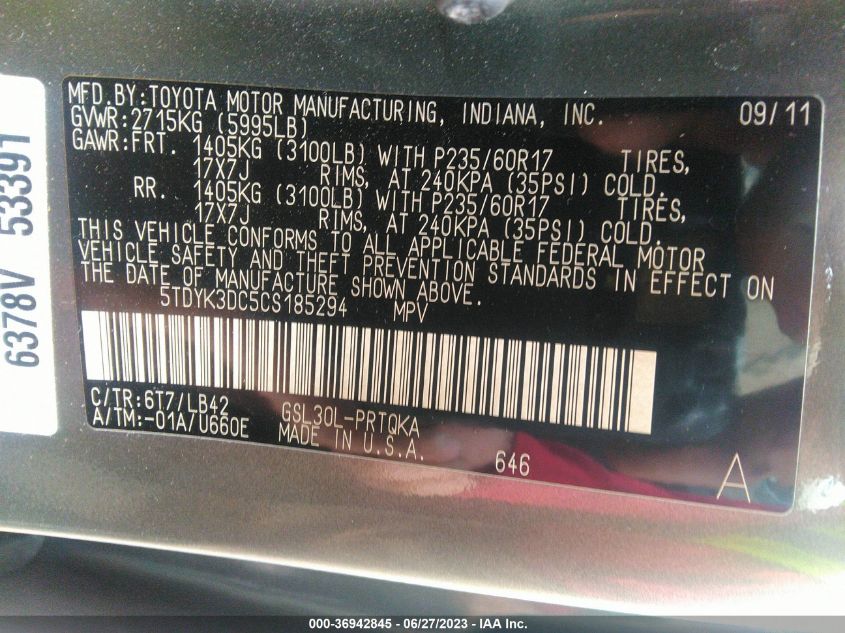 MFD.BY:TOYOTA MOTOR MANUFACTURING, INDIANA, INC. 09/11
GVWR:2715KG (5995LB)
GAWR:FRT. 1405KG (3100LB) WITH P235/60R17 TIRES,
17X7J RIMS, AT 240KPA (35PSI) COLD.
RR. 1405KG (3100LB) WITH P235/60R17 TIRES,
17X7J RIMS, AT 240KPA (35PSI) COLD.
THIS VEHICLE CONFORMS TO ALL APPLICABLE FEDERAL MOTOR
VEHICLE SAFETY AND THEFT PREVENTION STANDARDS IN EFFECT ON
THE DATE OF MANUFACTURE SHOWN ABOVE.
5TDYK3DC5CS185294 MPV
C/TR:6T7/LB42 GSL30L-PRTQKA
A/TM:-01A/U660E MADE IN U.S.A.
646
A
6378V 53391
000-36942845 - 06/27/2023 - IAA Inc.